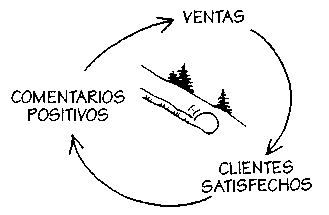 VENTAS
CLIENTES
SATISFECHOS
COMENTARIOS
POSITIVOS